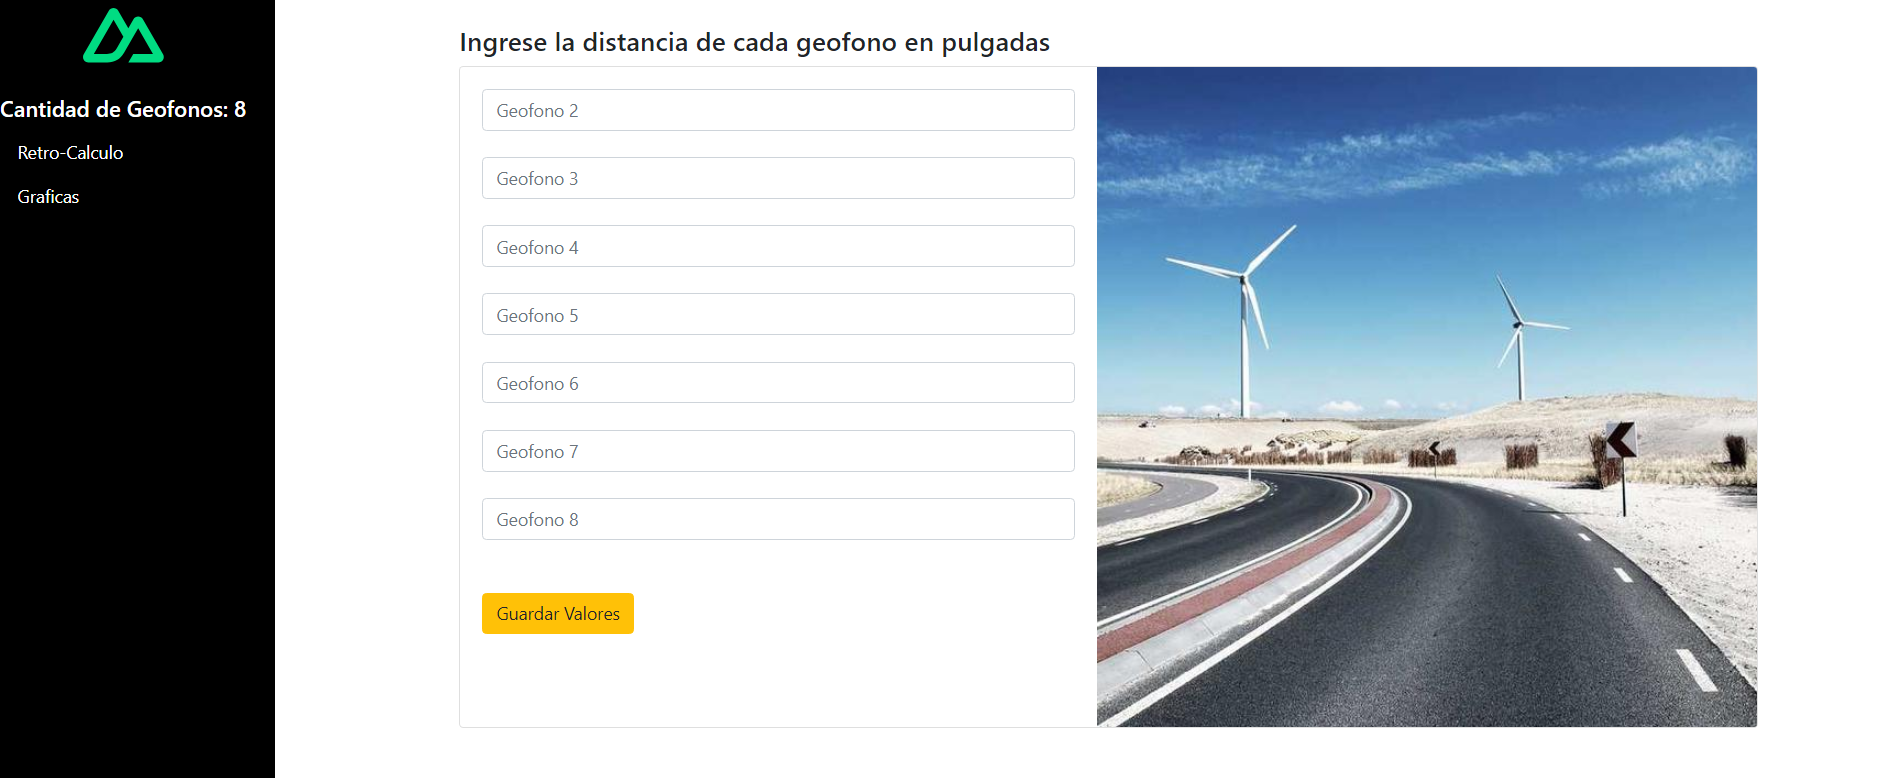 Cantidad de Geofonos: 8
Retro-Calculo
Graficas
Ingrese la distancia de cada geofono en pulgadas
Geofono 2
Geofono 3
Geofono 4
Geofono 5
Geofono 6
Geofono 7
Geofono 8
Guardar Valores